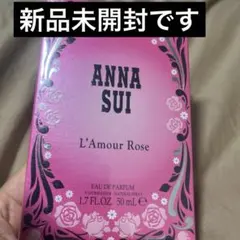 新品未開封です
ANNA
SUI
L'Amour Rose
EAU DE PARFUM
1.7 FL.OZ. 50 mL ℮